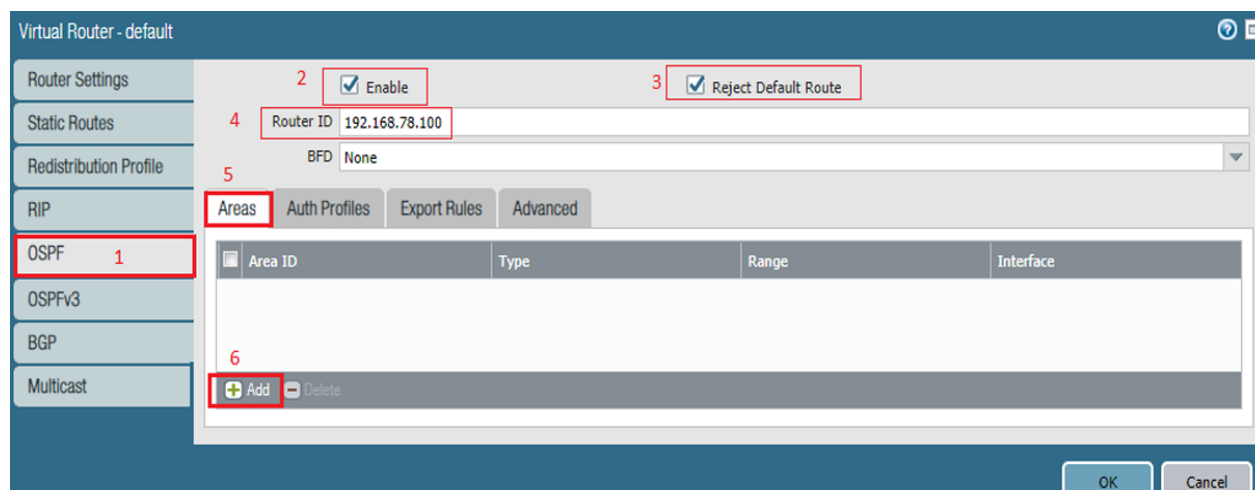 Virtual Router - default
Router Settings
Static Routes
Redistribution Profile
RIP
OSPF 1
OSPFv3
BGP
Multicast
2 Enable 3 Reject Default Route
4 Router ID 192.168.78.100
BFD None
5
Areas Auth Profiles Export Rules Advanced
Area ID Type Range Interface
6
Add Delete
OK Cancel